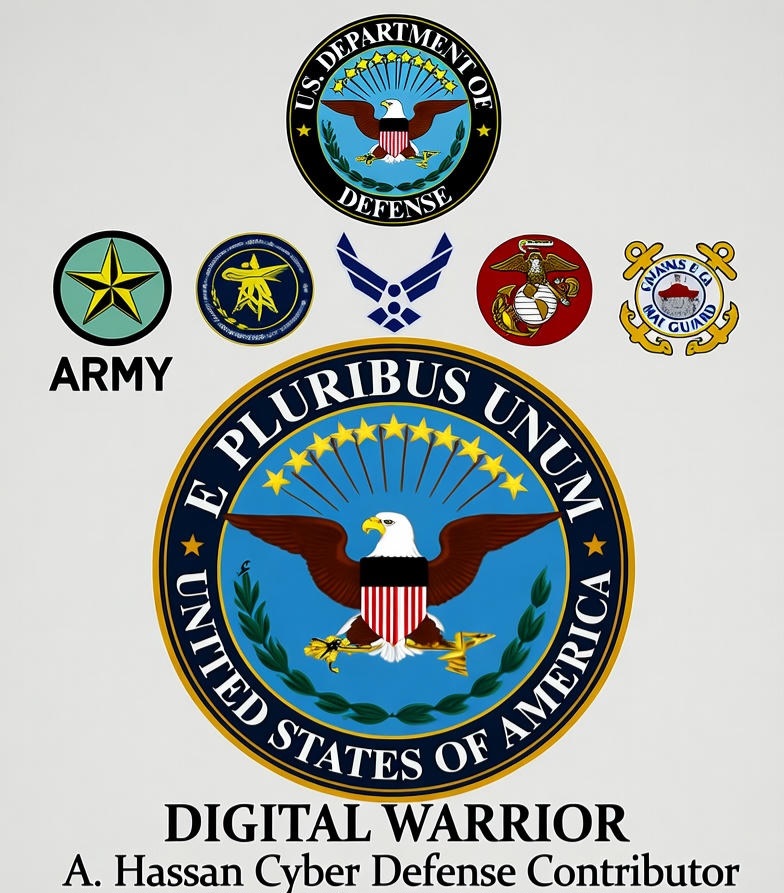 U.S. DEPARTMENT OF
DEFENSE
ARMY
E PLURIBUS UNUM
UNITED STATES OF AMERICA
DIGITAL WARRIOR
A. Hassan Cyber Defense Contributor